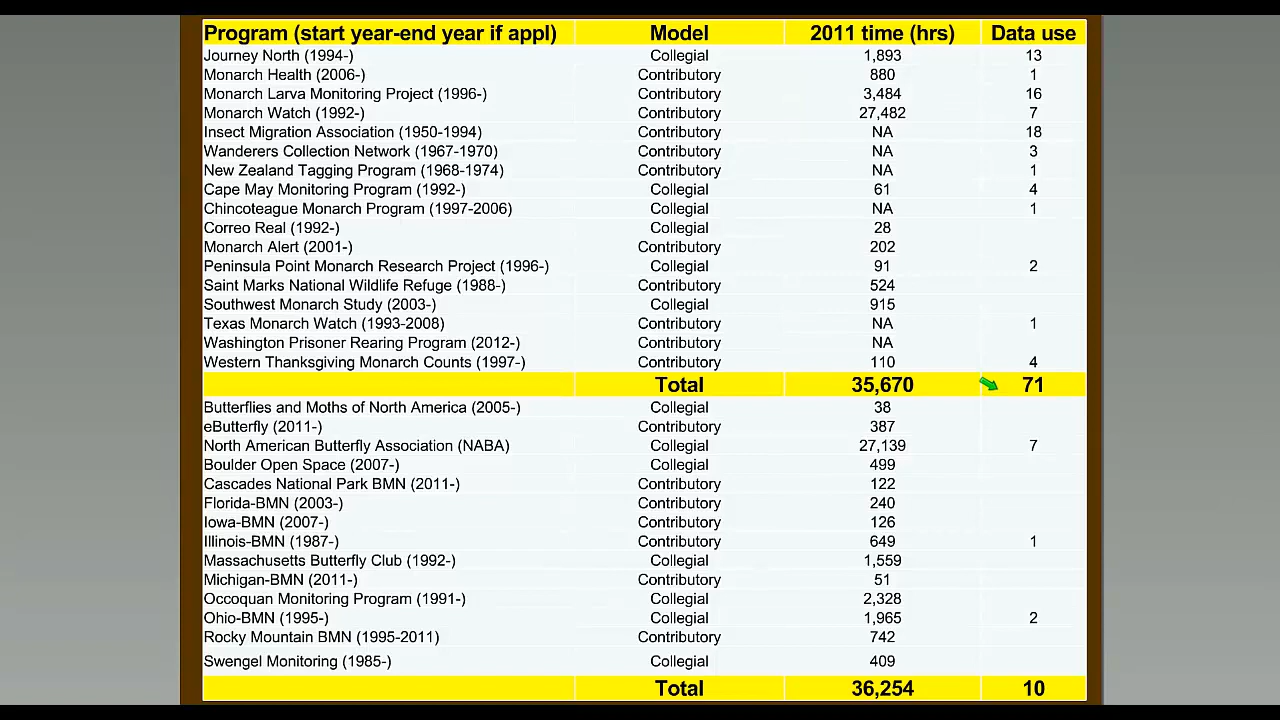 Program (start year-end year if appl) Model 2011 time (hrs) Data use
Journey North (1994-) Collegial 1,893 13
Monarch Health (2006-) Contributory 880 1
Monarch Larva Monitoring Project (1996-) Contributory 3,484 16
Monarch Watch (1992-) Contributory 27,482 7
Insect Migration Association (1950-1994) Contributory NA 18
Wanderers Collection Network (1967-1970) Contributory NA 3
New Zealand Tagging Program (1968-1974) Contributory NA 1
Cape May Monitoring Program (1992-) Collegial 61 4
Chincoteague Monarch Program (1997-2006) Collegial NA 1
Correo Real (1992-) Collegial 28
Monarch Alert (2001-) Contributory 202
Peninsula Point Monarch Research Project (1996-) Collegial 91 2
Saint Marks National Wildlife Refuge (1988-) Contributory 524
Southwest Monarch Study (2003-) Collegial 915
Texas Monarch Watch (1993-2008) Contributory NA 1
Washington Prisoner Rearing Program (2012-) Contributory NA
Western Thanksgiving Monarch Counts (1997-) Contributory 110 4
Total 35,670 71
Butterflies and Moths of North America (2005-) Collegial 38
eButterfly (2011-) Contributory 387
North American Butterfly Association (NABA) Collegial 27,139 7
Boulder Open Space (2007-) Collegial 499
Cascades National Park BMN (2011-) Contributory 122
Florida-BMN (2003-) Contributory 240
Iowa-BMN (2007-) Contributory 126
Illinois-BMN (1987-) Contributory 649 1
Massachusetts Butterfly Club (1992-) Collegial 1,559
Michigan-BMN (2011-) Contributory 51
Occoquan Monitoring Program (1991-) Collegial 2,328
Ohio-BMN (1995-) Collegial 1,965 2
Rocky Mountain BMN (1995-2011) Contributory 742
Swengel Monitoring (1985-) Collegial 409
Total 36,254 10